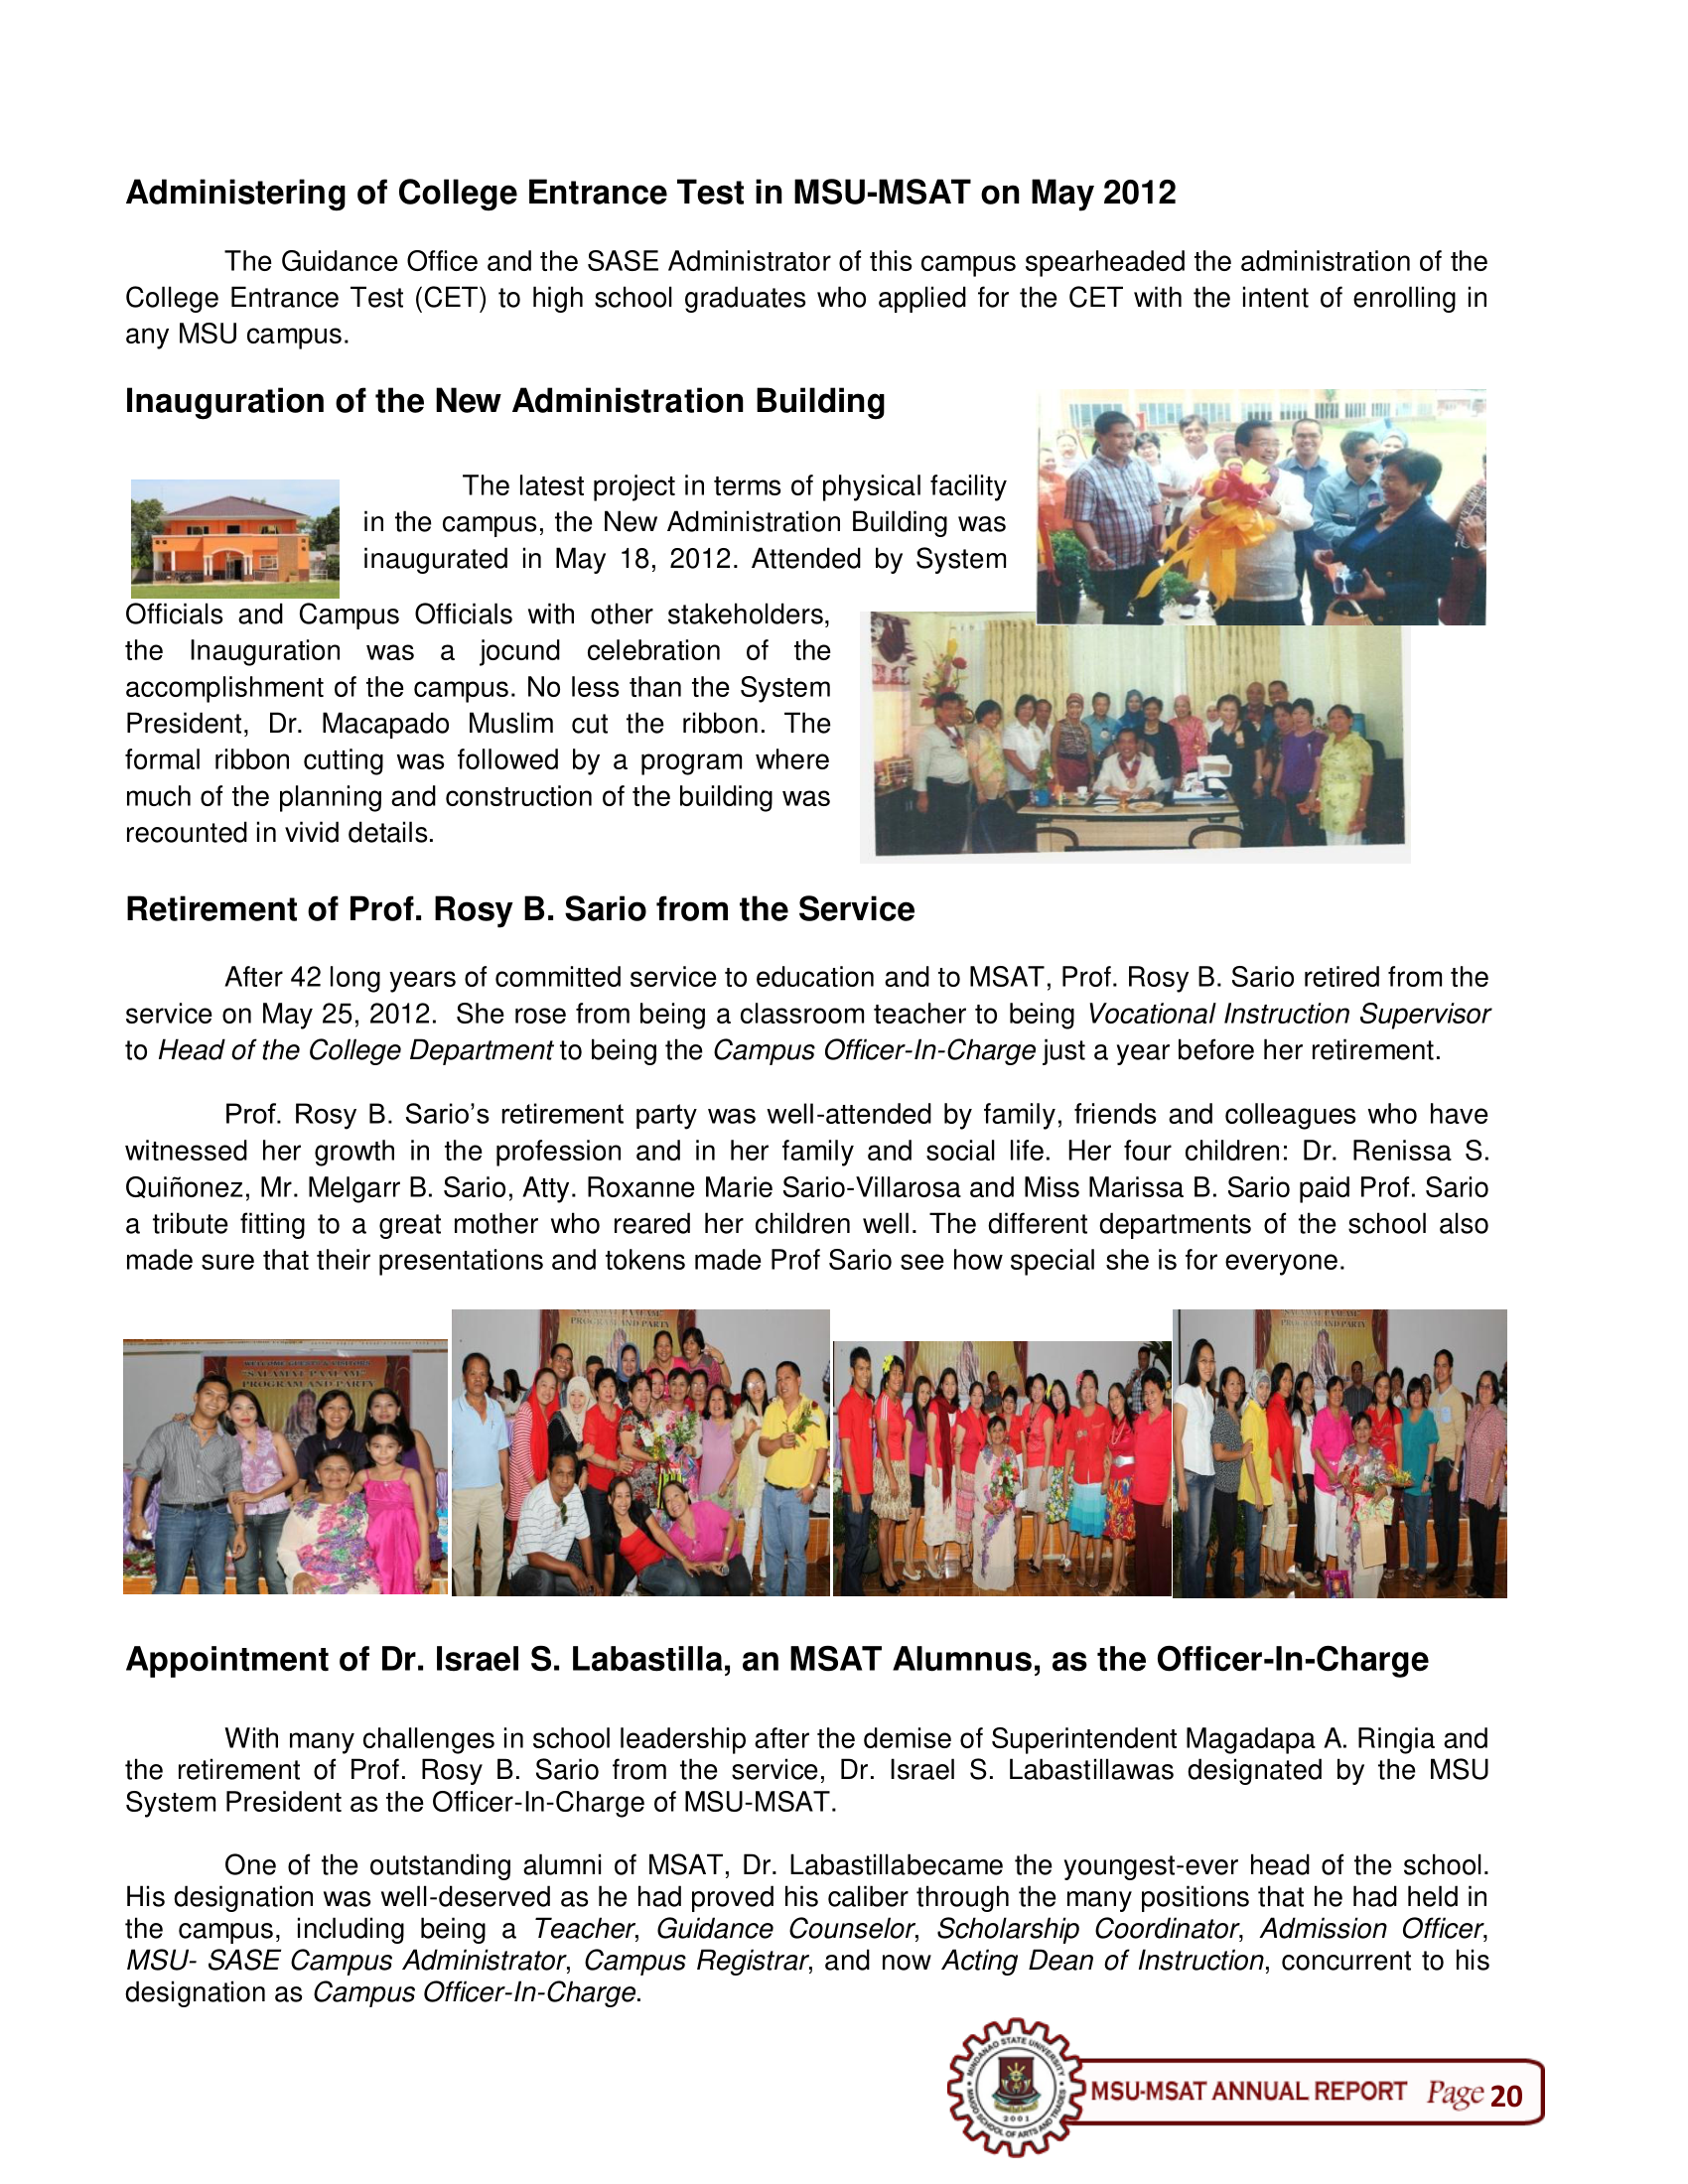 Administering of College Entrance Test in MSU-MSAT on May 2012
The Guidance Office and the SASE Administrator of this campus spearheaded the administration of the
College Entrance Test (CET) to high school graduates who applied for the CET with the intent of enrolling in
any MSU campus.
Inauguration of the New Administration Building
The latest project in terms of physical facility
in the campus, the New Administration Building was
inaugurated in May 18, 2012. Attended by System
Officials and Campus Officials with other stakeholders,
the Inauguration was a jocund celebration of the
accomplishment of the campus. No less than the System
President, Dr. Macapado Muslim cut the ribbon. The
formal ribbon cutting was followed by a program where
much of the planning and construction of the building was
recounted in vivid details.
Retirement of Prof. Rosy B. Sario from the Service
After 42 long years of committed service to education and to MSAT, Prof. Rosy B. Sario retired from the
service on May 25, 2012.  She rose from being a classroom teacher to being Vocational Instruction Supervisor
to Head of the College Department to being the Campus Officer-In-Charge just a year before her retirement.
Prof. Rosy B. Sario’s retirement party was well-attended by family, friends and colleagues who have
witnessed her growth in the profession and in her family and social life. Her four children: Dr. Renissa S.
Quiñonez, Mr. Melgarr B. Sario, Atty. Roxanne Marie Sario-Villarosa and Miss Marissa B. Sario paid Prof. Sario
a tribute fitting to a great mother who reared her children well. The different departments of the school also
made sure that their presentations and tokens made Prof Sario see how special she is for everyone.
WELCOME GUESTS & VISITORS
"SALAMAT PAALAM"
PROGRAM AND PARTY
"SALAMAT PAALAM"
PROGRAM AND PARTY
PROGRAM AND PARTY
Appointment of Dr. Israel S. Labastilla, an MSAT Alumnus, as the Officer-In-Charge
With many challenges in school leadership after the demise of Superintendent Magadapa A. Ringia and
the retirement of Prof. Rosy B. Sario from the service, Dr. Israel S. Labastillawas designated by the MSU
System President as the Officer-In-Charge of MSU-MSAT.
One of the outstanding alumni of MSAT, Dr. Labastillabecame the youngest-ever head of the school.
His designation was well-deserved as he had proved his caliber through the many positions that he had held in
the campus, including being a Teacher, Guidance Counselor, Scholarship Coordinator, Admission Officer,
MSU- SASE Campus Administrator, Campus Registrar, and now Acting Dean of Instruction, concurrent to his
designation as Campus Officer-In-Charge.
MINDANAO STATE UNIVERSITY
MAIGO SCHOOL OF ARTS AND TRADES
2001
MSU-MSAT ANNUAL REPORT Page 20